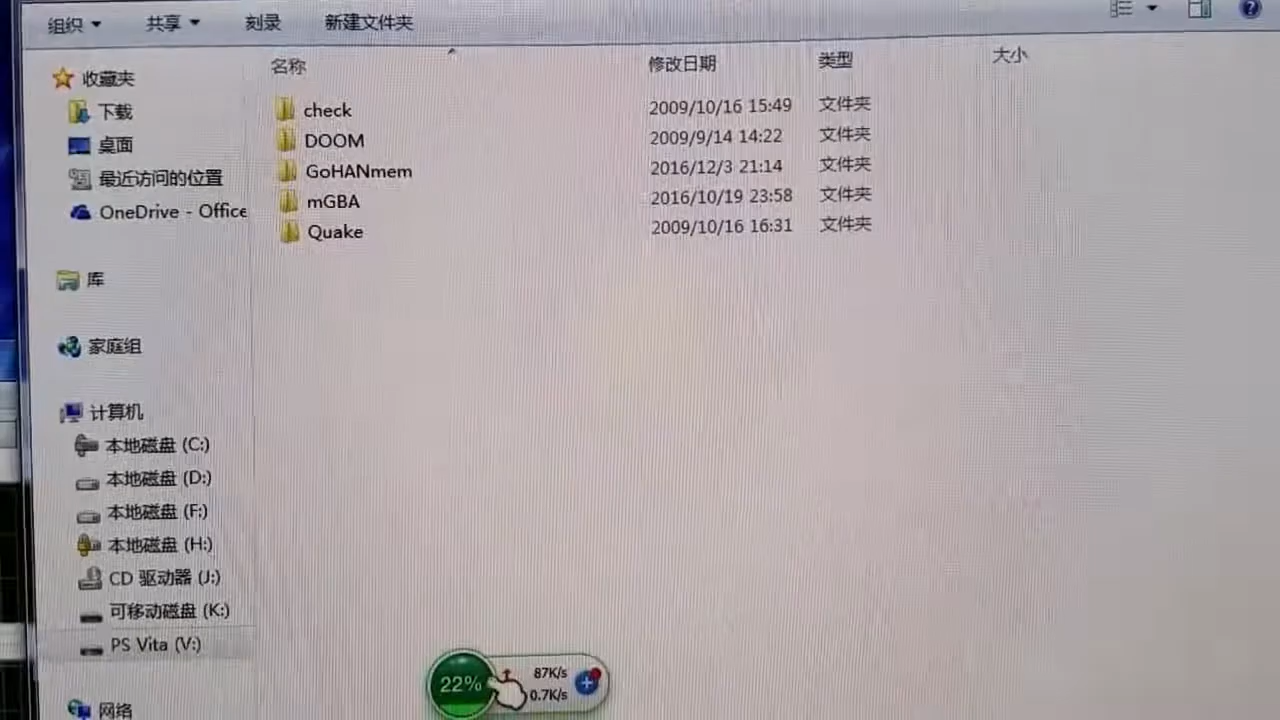 组织 共享 刻录 新建文件夹
名称 修改日期 类型 大小
收藏夹
下载
桌面
最近访问的位置
OneDrive - Office
库
家庭组
计算机
本地磁盘 (C:)
本地磁盘 (D:)
本地磁盘 (F:)
本地磁盘 (H:)
CD 驱动器 (J:)
可移动磁盘 (K:)
PS Vita (V:)
网络
check 2009/10/16 15:49 文件夹
DOOM 2009/9/14 14:22 文件夹
GoHANmem 2016/12/3 21:14 文件夹
mGBA 2016/10/19 23:58 文件夹
Quake 2009/10/16 16:31 文件夹
22%
87K/s
0.7K/s